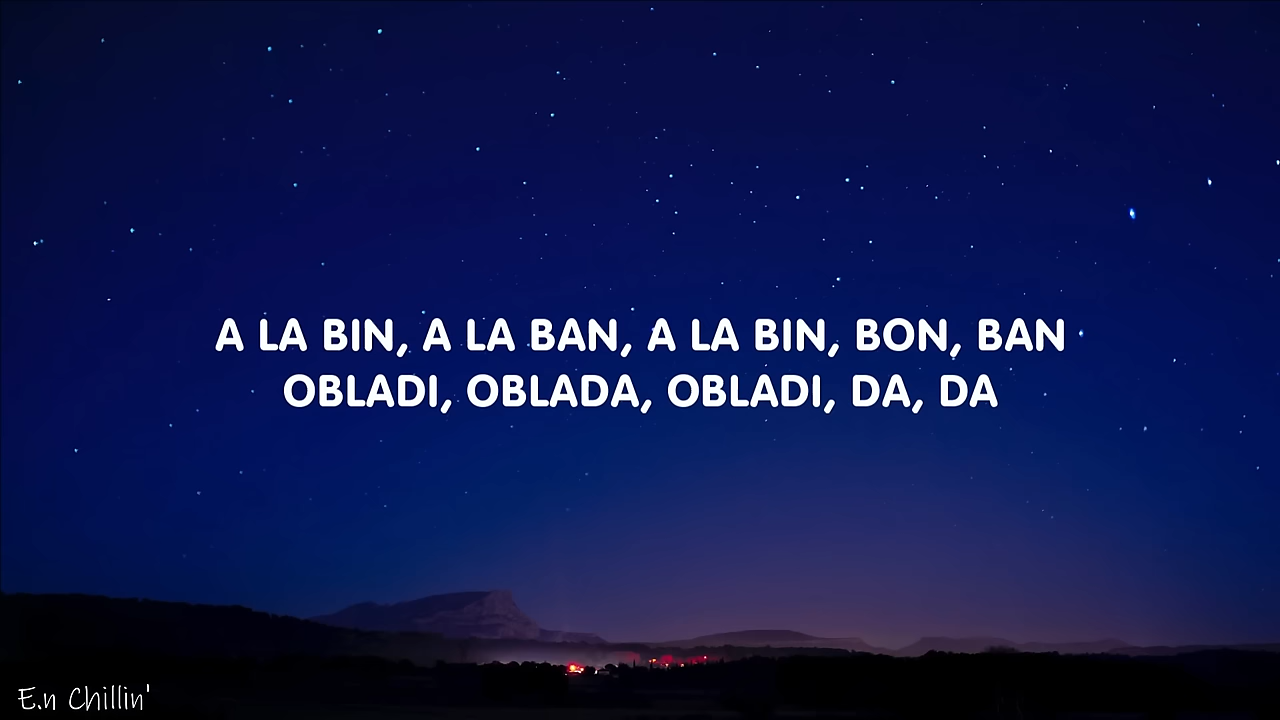 A LA BIN, A LA BAN, A LA BIN, BON, BAN
OBLADI, OBLADA, OBLADI, DA, DA
E.n Chillin'